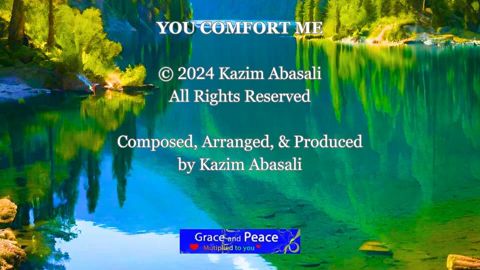 YOU COMFORT ME
© 2024 Kazim Abasali
All Rights Reserved
Composed, Arranged, & Produced
by Kazim Abasali
Grace and Peace
Multiplied to you